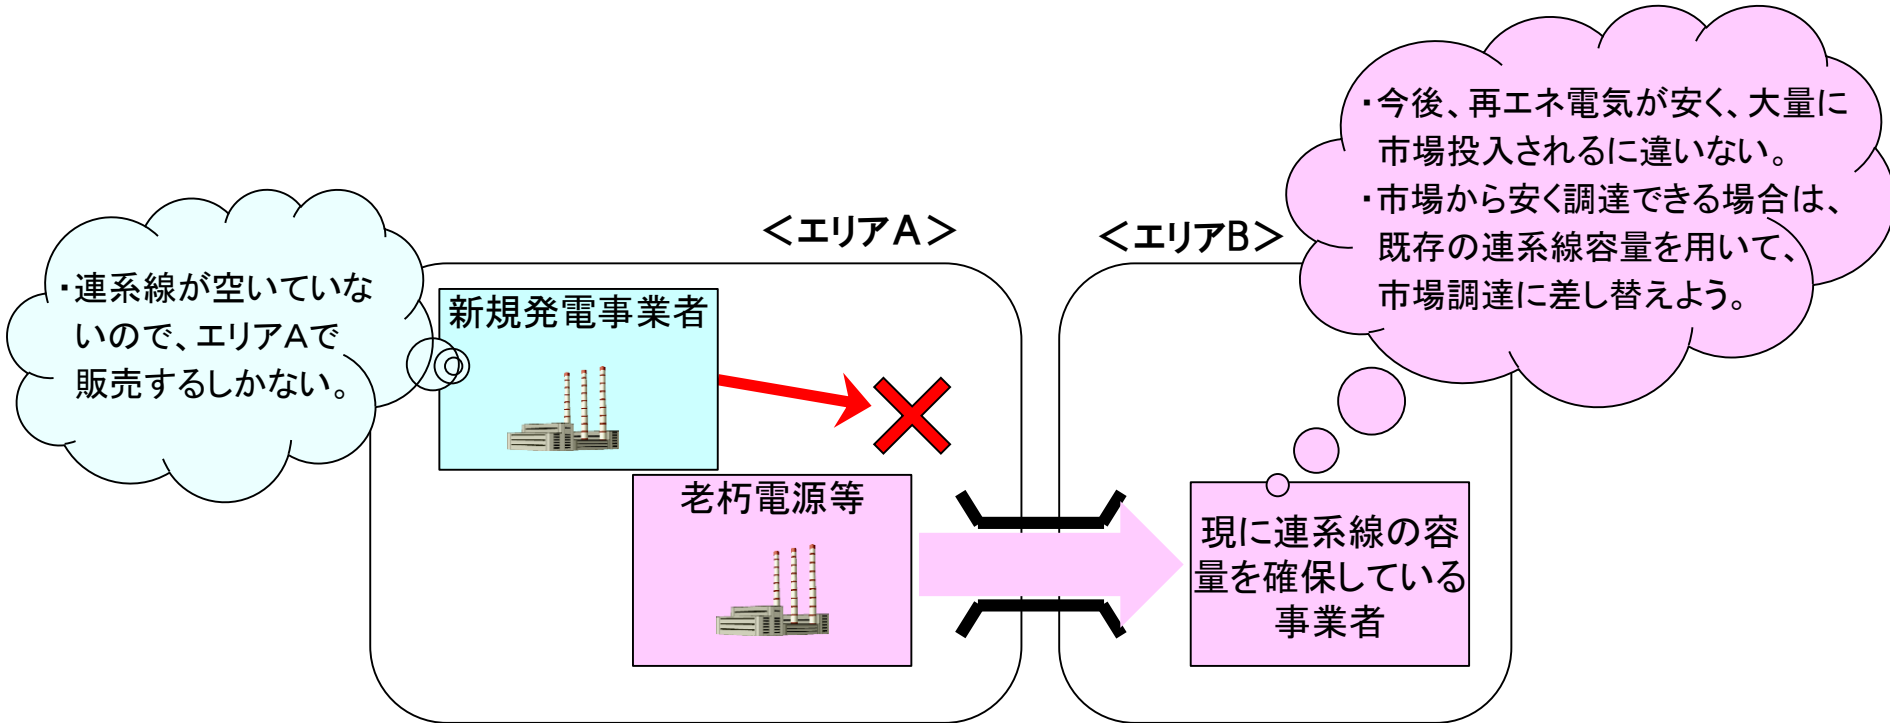 ・今後、再エネ電気が安く、大量に
市場投入されるに違いない。
・市場から安く調達できる場合は、
既存の連系線容量を用いて、
市場調達に差し替えよう。
＜エリアA＞
＜エリアB＞
・連系線が空いていな
いので、エリアAで
販売するしかない。
新規発電事業者
老朽電源等
現に連系線の容
量を確保している
事業者